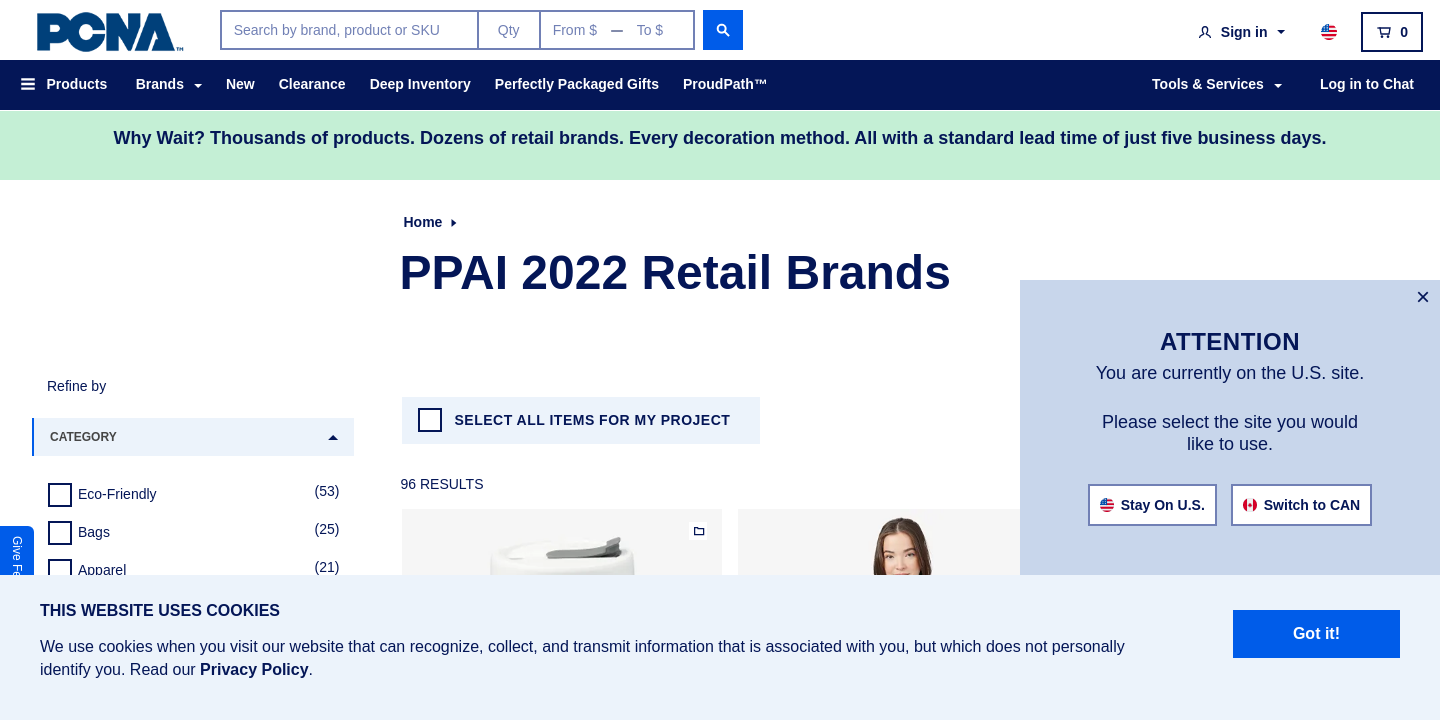 PCNA™
Search by brand, product or SKU
Qty
From $ — To $
Sign in
0
Products
Brands
New
Clearance
Deep Inventory
Perfectly Packaged Gifts
ProudPath™
Tools & Services
Log in to Chat
Why Wait? Thousands of products. Dozens of retail brands. Every decoration method. All with a standard lead time of just five business days.
Home
PPAI 2022 Retail Brands
ATTENTION
You are currently on the U.S. site.
Please select the site you would
like to use.
Stay On U.S.
Switch to CAN
Refine by
CATEGORY
Eco-Friendly (53)
Bags (25)
Apparel (21)
SELECT ALL ITEMS FOR MY PROJECT
96 RESULTS
Give
THIS WEBSITE USES COOKIES
We use cookies when you visit our website that can recognize, collect, and transmit information that is associated with you, but which does not personally
identify you. Read our Privacy Policy.
Got it!